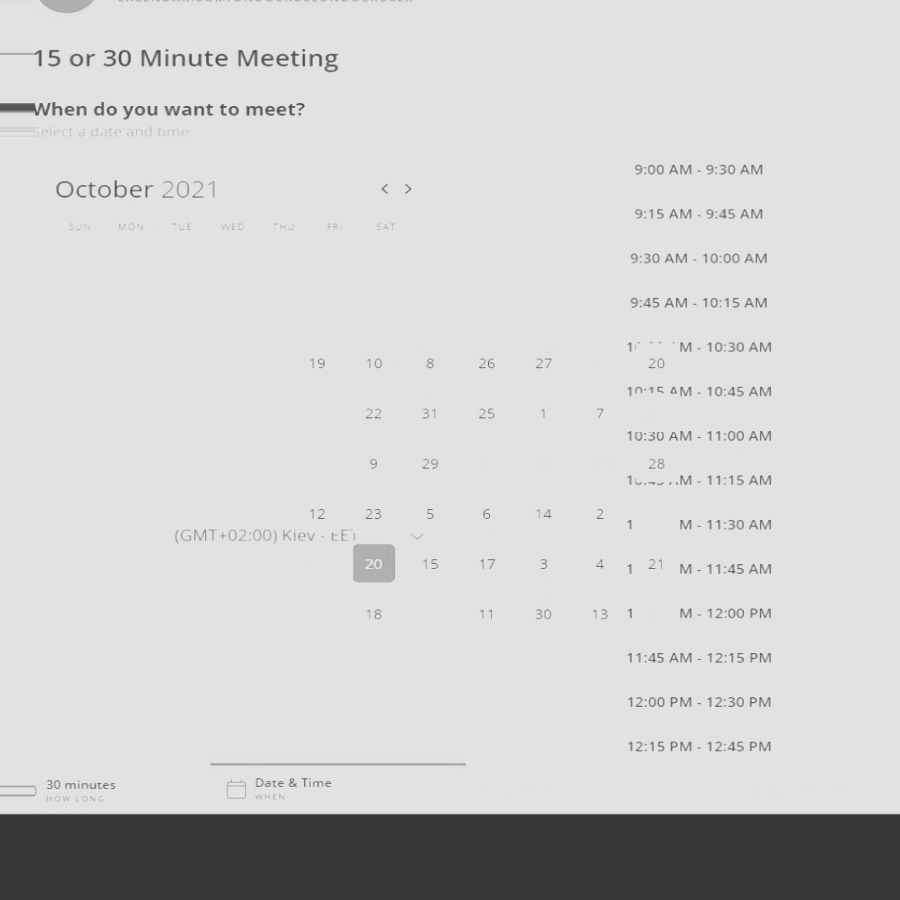 15 or 30 Minute Meeting
When do you want to meet?
Select a date and time
October 2021
SUN MON TUE WED THU FRI SAT
9:00 AM - 9:30 AM
9:15 AM - 9:45 AM
9:30 AM - 10:00 AM
9:45 AM - 10:15 AM
M - 10:30 AM
19 10 8 26 27 20
10:15 AM - 10:45 AM
22 31 25 1 7
10:30 AM - 11:00 AM
9 29 28
M - 11:15 AM
12 23 5 6 14 2
1 M - 11:30 AM
(GMT+02:00) Kiev - EET
20 15 17 3 4 21
1 M - 11:45 AM
18 11 30 13
1 M - 12:00 PM
11:45 AM - 12:15 PM
12:00 PM - 12:30 PM
12:15 PM - 12:45 PM
30 minutes
HOW LONG
Date & Time
WHEN